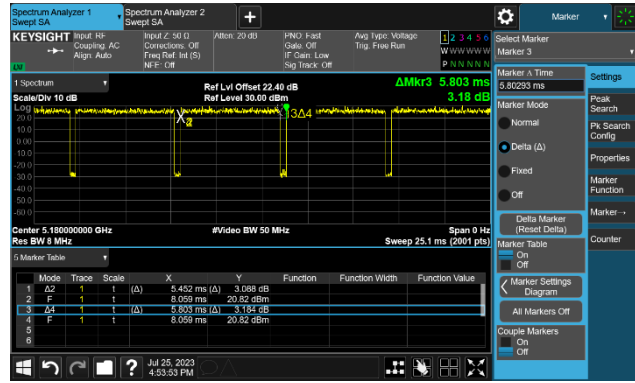 Spectrum Analyzer 1
Swept SA
Spectrum Analyzer 2
Swept SA
+
Marker
KEYSIGHT
Input: RF
Coupling: AC
Align: Auto
Input Z: 50 Ω
Corrections: Off
Freq Ref: Int (S)
NFE: Off
Atten: 20 dB
PNO: Fast
Gate: Off
IF Gain: Low
Sig Track: Off
Avg Type: Voltage
Trig: Free Run
1 2 3 4 5 6
W W W W W W
P N N N N N
LXI
Select Marker
Marker 3
1 Spectrum
Scale/Div 10 dB
Ref Lvl Offset 22.40 dB
Ref Level 30.00 dBm
ΔMkr3 5.803 ms
3.18 dB
Log
20.0
10.0
0.00
-10.0
-20.0
-30.0
-40.0
-50.0
-60.0
2
3Δ4
Center 5.180000000 GHz
Res BW 8 MHz
#Video BW 50 MHz
Span 0 Hz
Sweep 25.1 ms (2001 pts)
5 Marker Table
Mode Trace Scale X Y Function Function Width Function Value
1 Δ2 1 t (Δ) 5.452 ms (Δ) 3.088 dB
2 F 1 t 8.059 ms 20.82 dBm
3 Δ4 1 t (Δ) 5.803 ms (Δ) 3.184 dB
4 F 1 t 8.059 ms 20.82 dBm
5
6
Marker Δ Time
5.80293 ms
Marker Mode
Normal
Delta (Δ)
Fixed
Off
Delta Marker
(Reset Delta)
Marker Table
On
Off
Marker Settings
Diagram
All Markers Off
Couple Markers
On
Off
Settings
Peak
Search
Pk Search
Config
Properties
Marker
Function
Marker→
Counter
?
Jul 25, 2023
4:53:53 PM